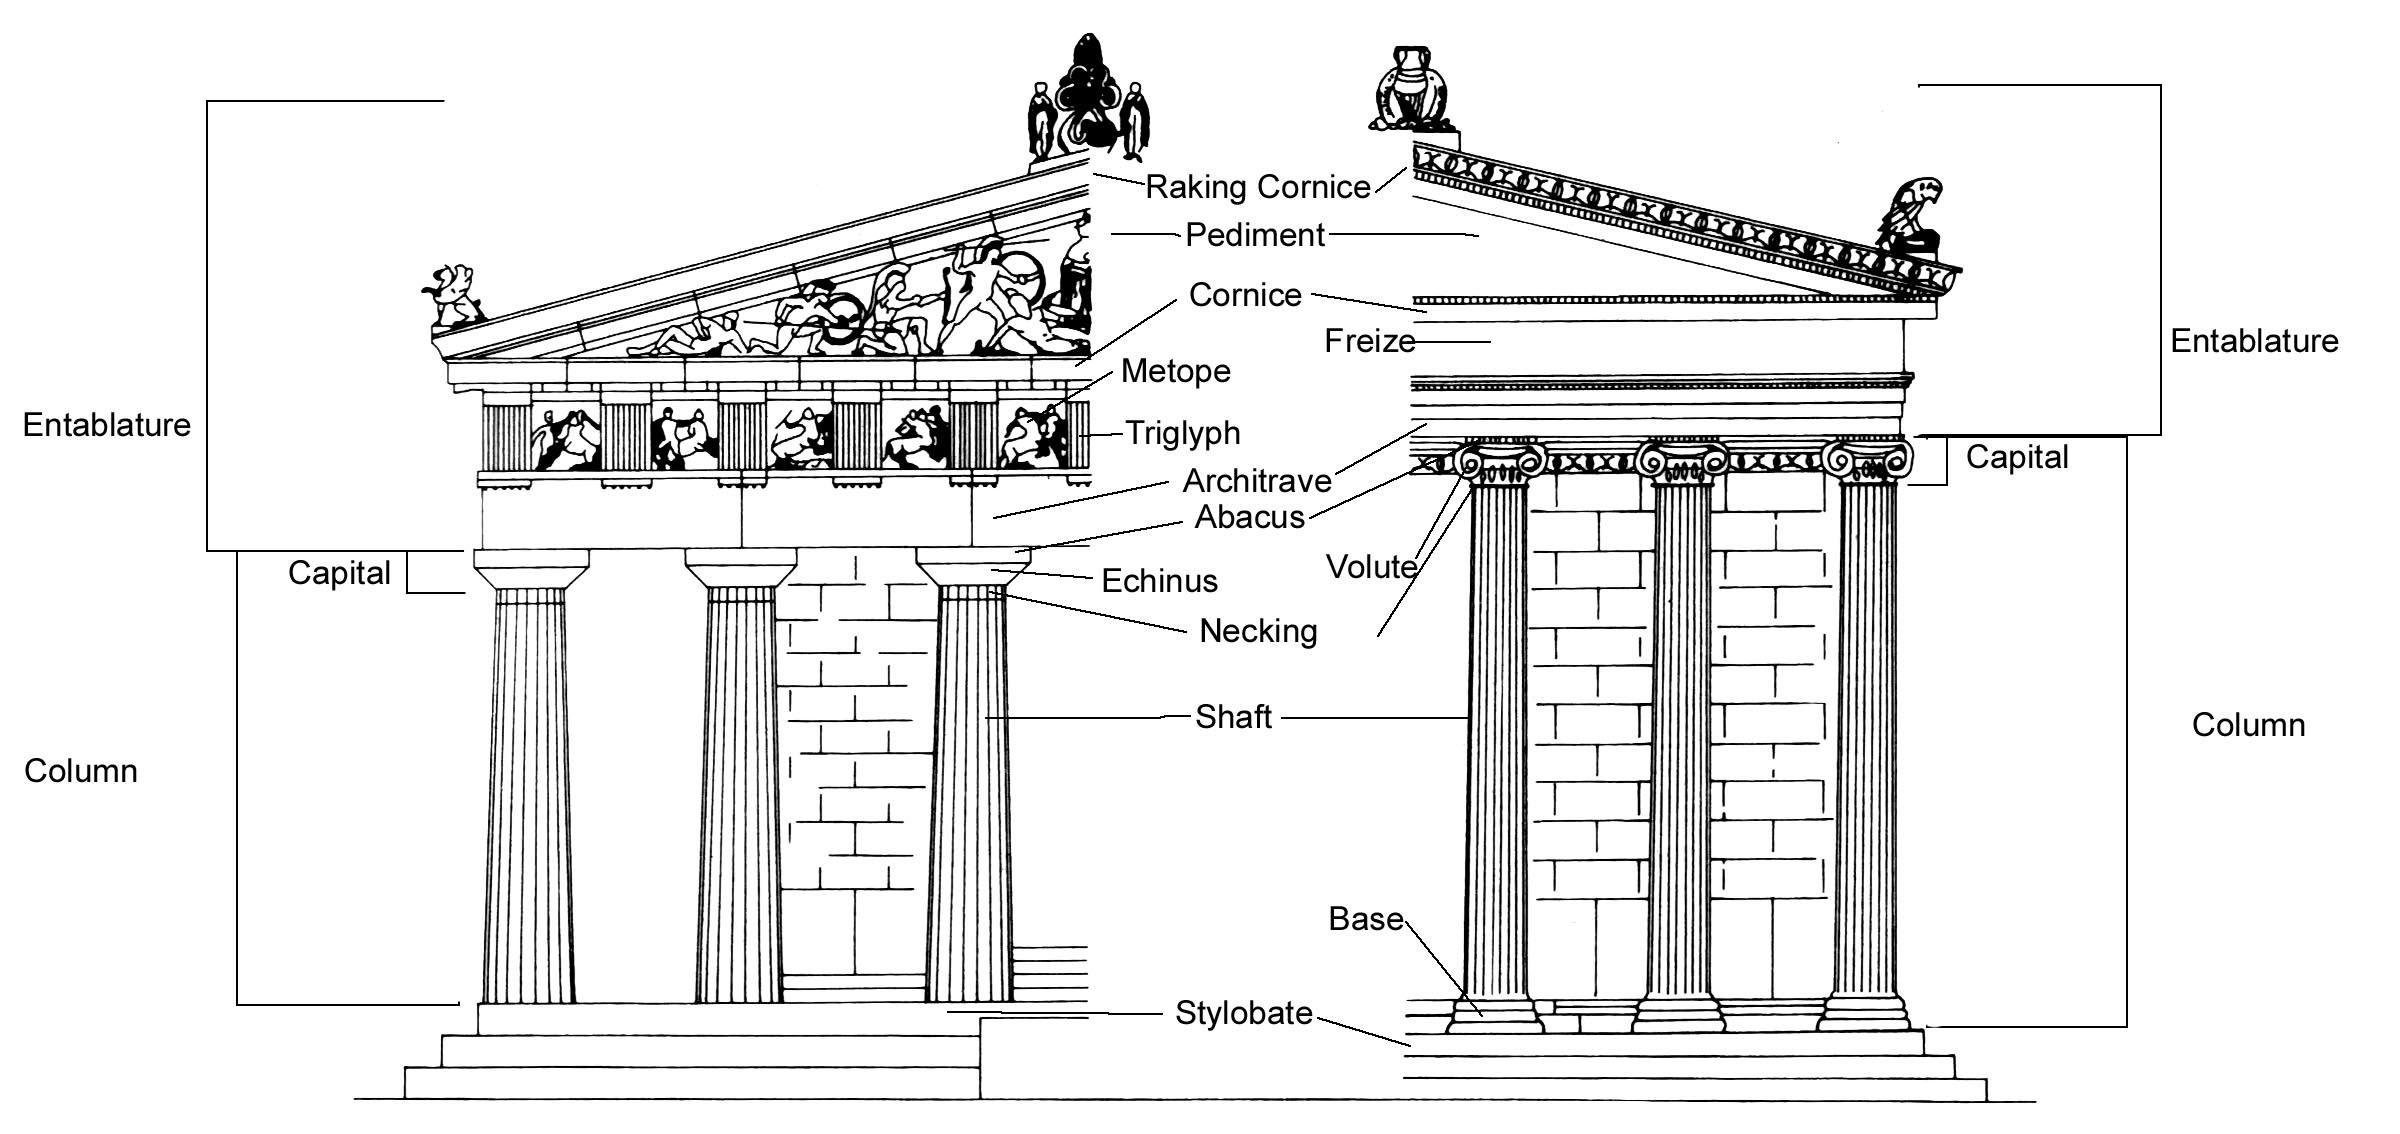 Raking Cornice
Pediment
Cornice
Freize
Entablature
Metope
Entablature
Triglyph
Capital
Architrave
Abacus
Volute
Capital
Echinus
Necking
Shaft
Column
Column
Base
Stylobate